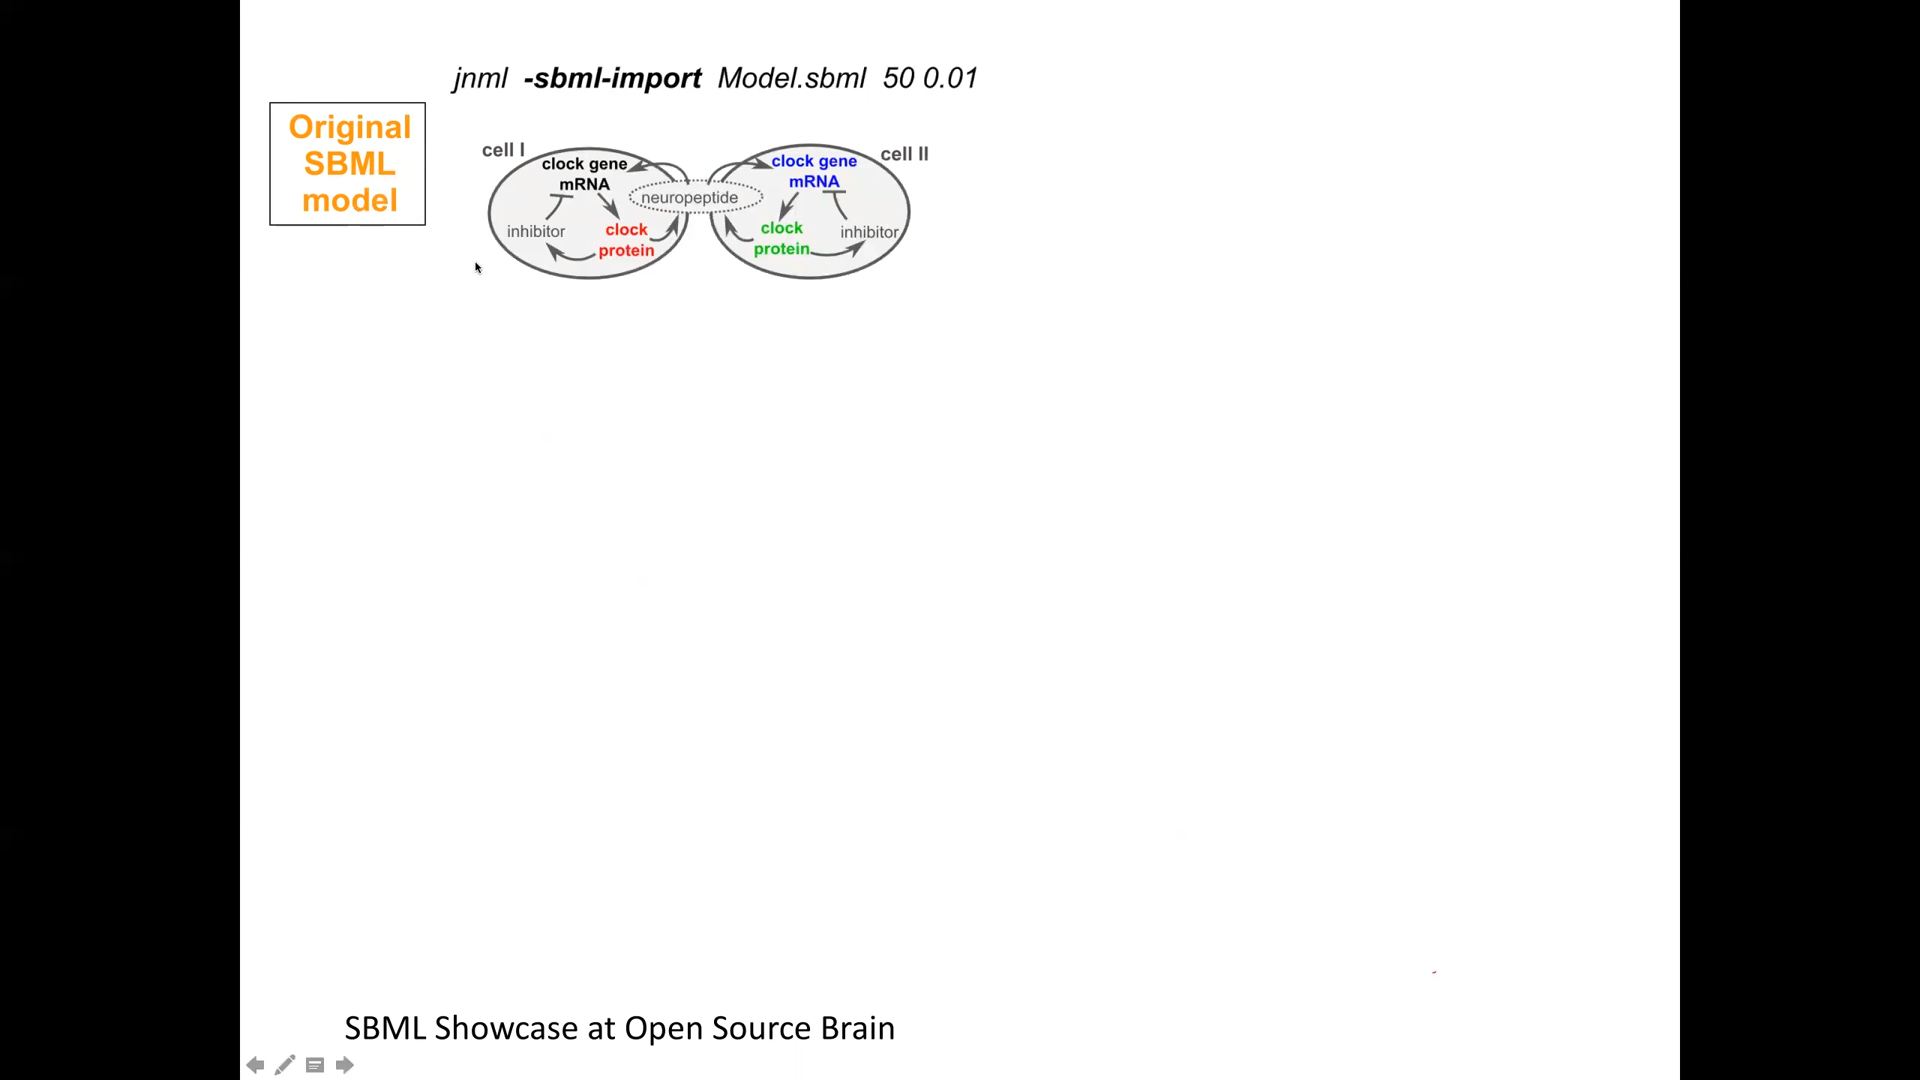 jnml -sbml-import Model.sbml 50 0.01
Original
SBML
model
cell I
clock gene
mRNA
inhibitor
clock
protein
neuropeptide
cell II
clock gene
mRNA
clock
protein
inhibitor
SBML Showcase at Open Source Brain